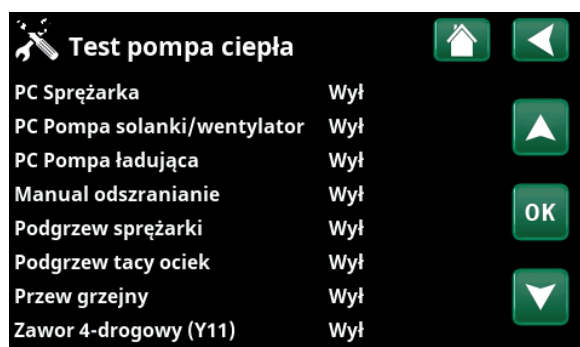 Test pompa ciepła
PC Sprężarka Wył
PC Pompa solanki/wentylator Wył
PC Pompa ładująca Wył
Manual odszranianie Wył
Podgrzew sprężarki Wył
Podgrzew tacy ociek Wył
Przew grzejny Wył
Zawor 4-drogowy (Y11) Wył
OK